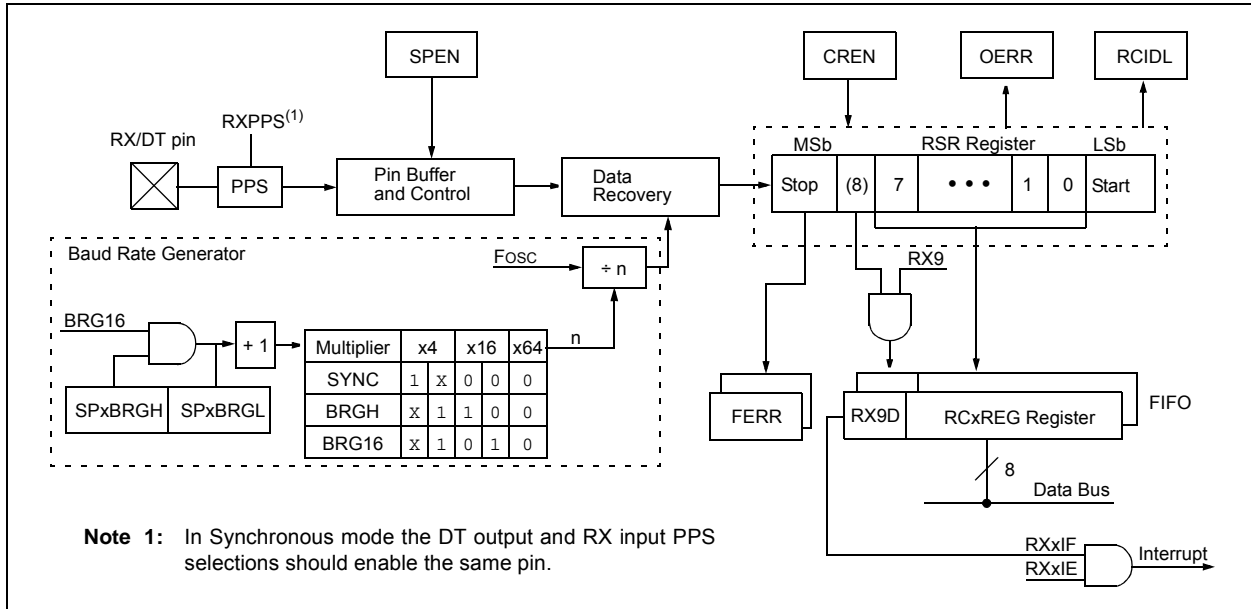 SPEN
CREN
OERR
RCIDL
RXPPS(1)
RX/DT pin
PPS
Pin Buffer
and Control
Data
Recovery
MSb
RSR Register
LSb
Stop
(8)
7
• • •
1
0
Start
Baud Rate Generator
FOSC
÷ n
n
BRG16
+ 1
SPxBRGH
SPxBRGL
Multiplier x4 x16 x64
SYNC 1 X 0 0 0
BRGH X 1 1 0 0
BRG16 X 1 0 1 0
RX9
FERR
RX9D
RCxREG Register
FIFO
8
Data Bus
RXxIF
RXxIE
Interrupt
Note 1: In Synchronous mode the DT output and RX input PPS
selections should enable the same pin.